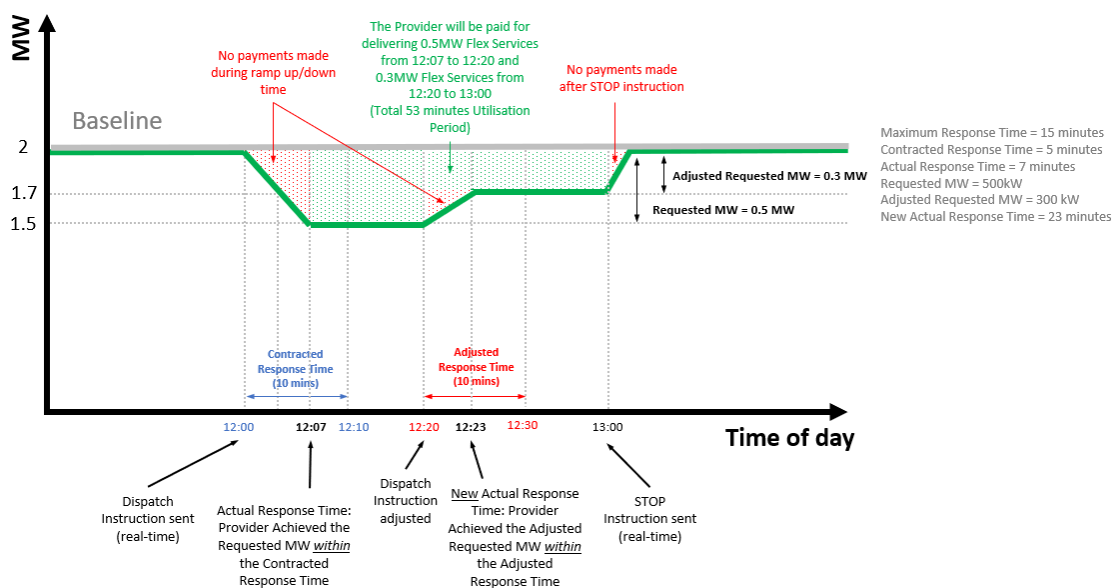 MW
The Provider will be paid for
delivering 0.5MW Flex Services
from 12:07 to 12:20 and
0.3MW Flex Services from
12:20 to 13:00
(Total 53 minutes Utilisation
Period)
No payments made
during ramp up/down
time
No payments made
after STOP instruction
Baseline
2
1.7
1.5
Adjusted Requested MW = 0.3 MW
Requested MW = 0.5 MW
Maximum Response Time = 15 minutes
Contracted Response Time = 5 minutes
Actual Response Time = 7 minutes
Requested MW = 500kW
Adjusted Requested MW = 300 kW
New Actual Response Time = 23 minutes
Contracted
Response Time
(10 mins)
Adjusted
Response Time
(10 mins)
12:00
12:07
12:10
12:20
12:23
12:30
13:00
Time of day
Dispatch
Instruction sent
(real-time)
Actual Response Time:
Provider Achieved the
Requested MW within
the Contracted
Response Time
Dispatch
Instruction
adjusted
New Actual Response
Time: Provider
Achieved the Adjusted
Requested MW within
the Adjusted
Response Time
STOP
Instruction sent
(real-time)